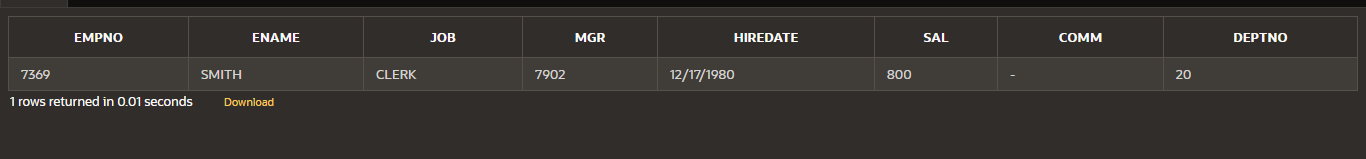 EMPNO ENAME JOB MGR HIREDATE SAL COMM DEPTNO
7369 SMITH CLERK 7902 12/17/1980 800 - 20
1 rows returned in 0.01 seconds Download